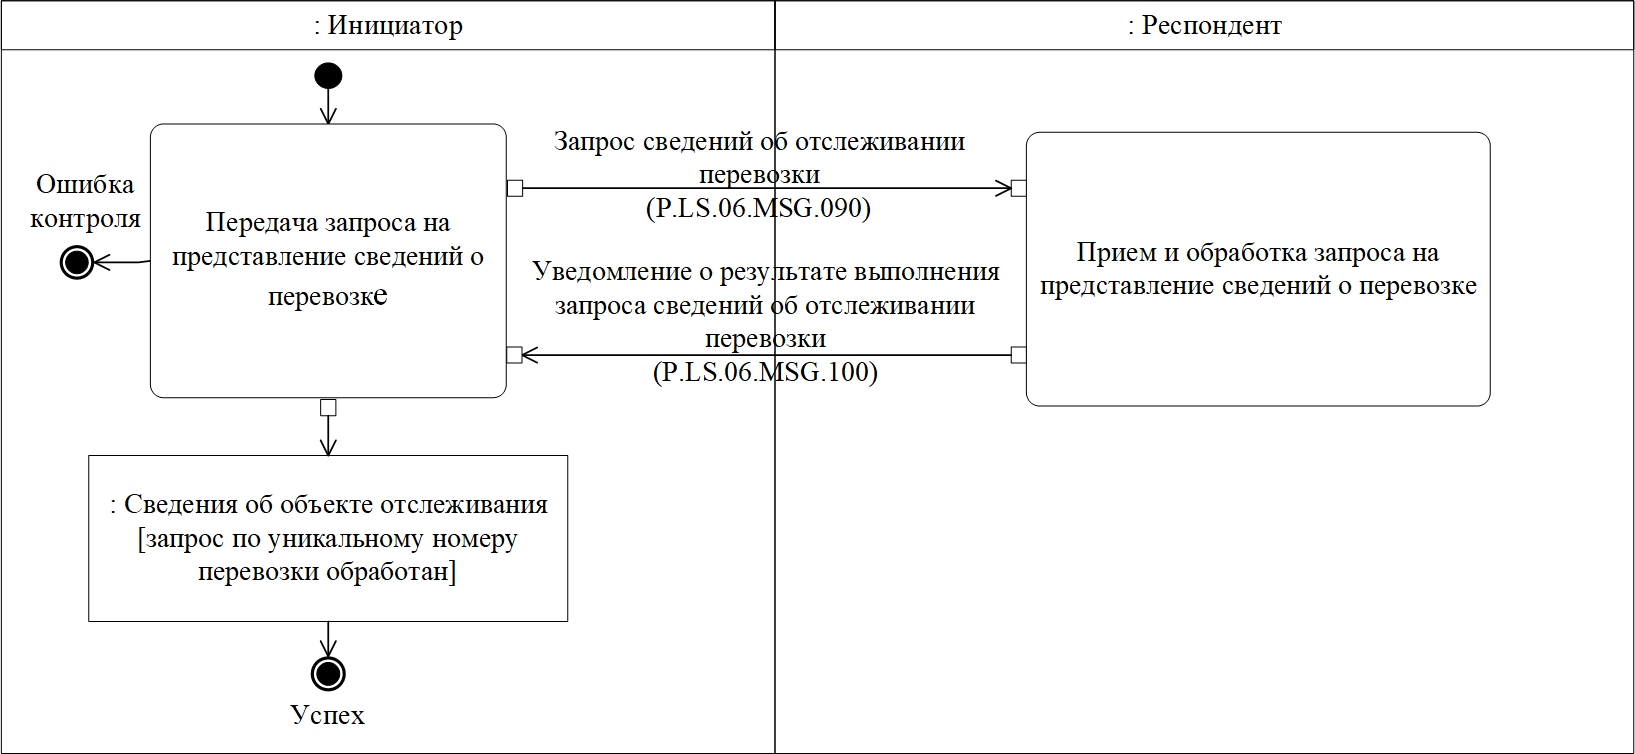 : Инициатор
: Респондент
Ошибка
контроля
Передача запроса на
представление сведений о
перевозке
Запрос сведений об отслеживании
перевозки
(P.LS.06.MSG.090)
Уведомление о результате выполнения
запроса сведений об отслеживании
перевозки
(P.LS.06.MSG.100)
Прием и обработка запроса на
представление сведений о перевозке
: Сведения об объекте отслеживания
[запрос по уникальному номеру
перевозки обработан]
Успех